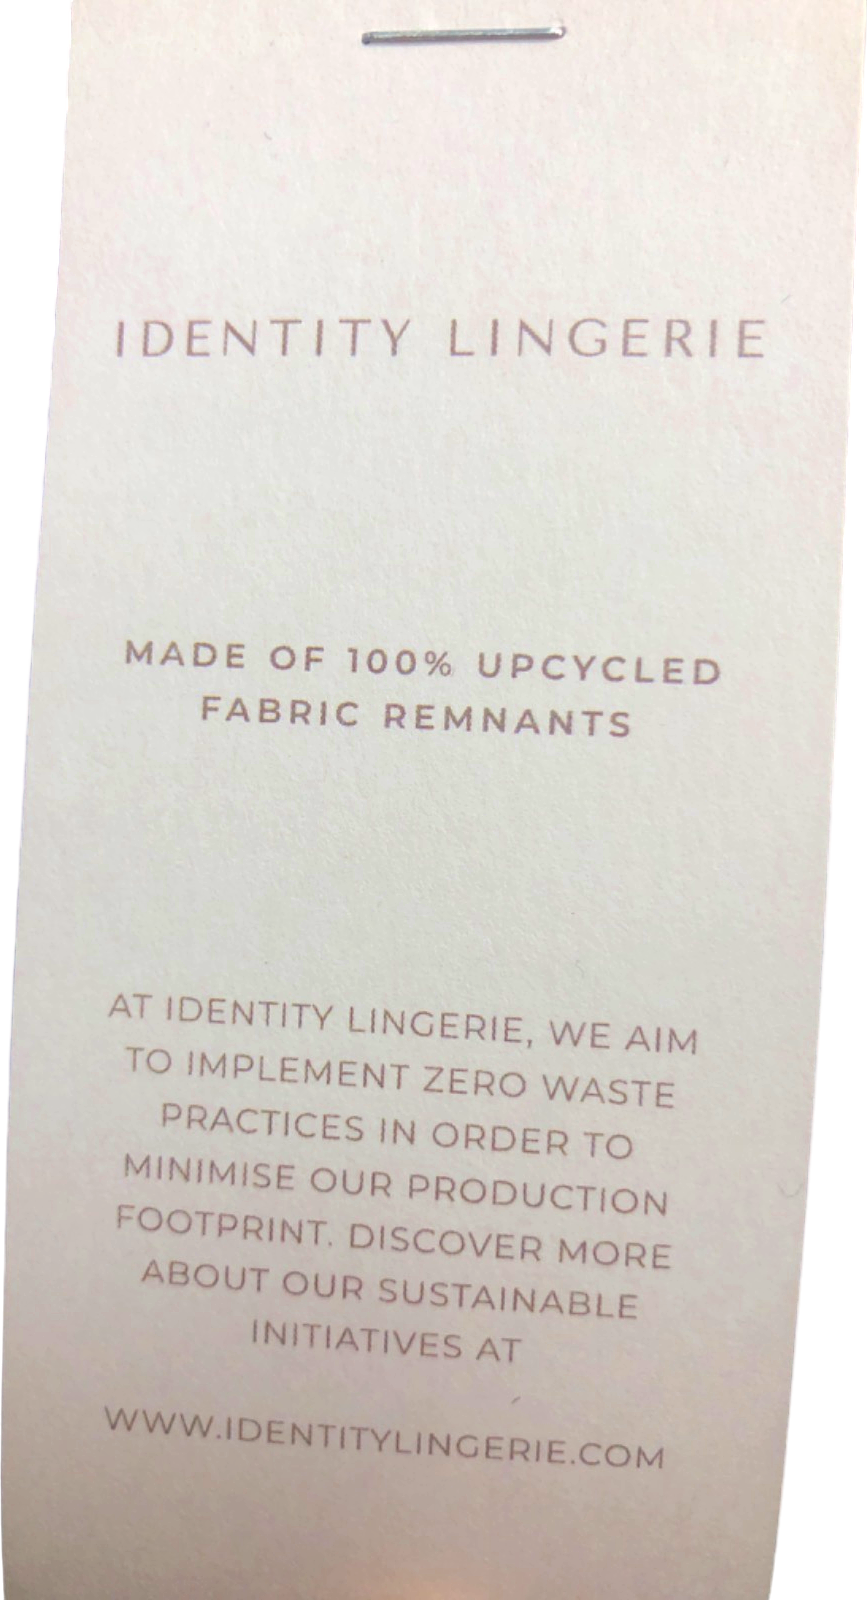 IDENTITY LINGERIE
MADE OF 100% UPCYCLED
FABRIC REMNANTS
AT IDENTITY LINGERIE, WE AIM
TO IMPLEMENT ZERO WASTE
PRACTICES IN ORDER TO
MINIMISE OUR PRODUCTION
FOOTPRINT. DISCOVER MORE
ABOUT OUR SUSTAINABLE
INITIATIVES AT
WWW.IDENTITYLINGERIE.COM